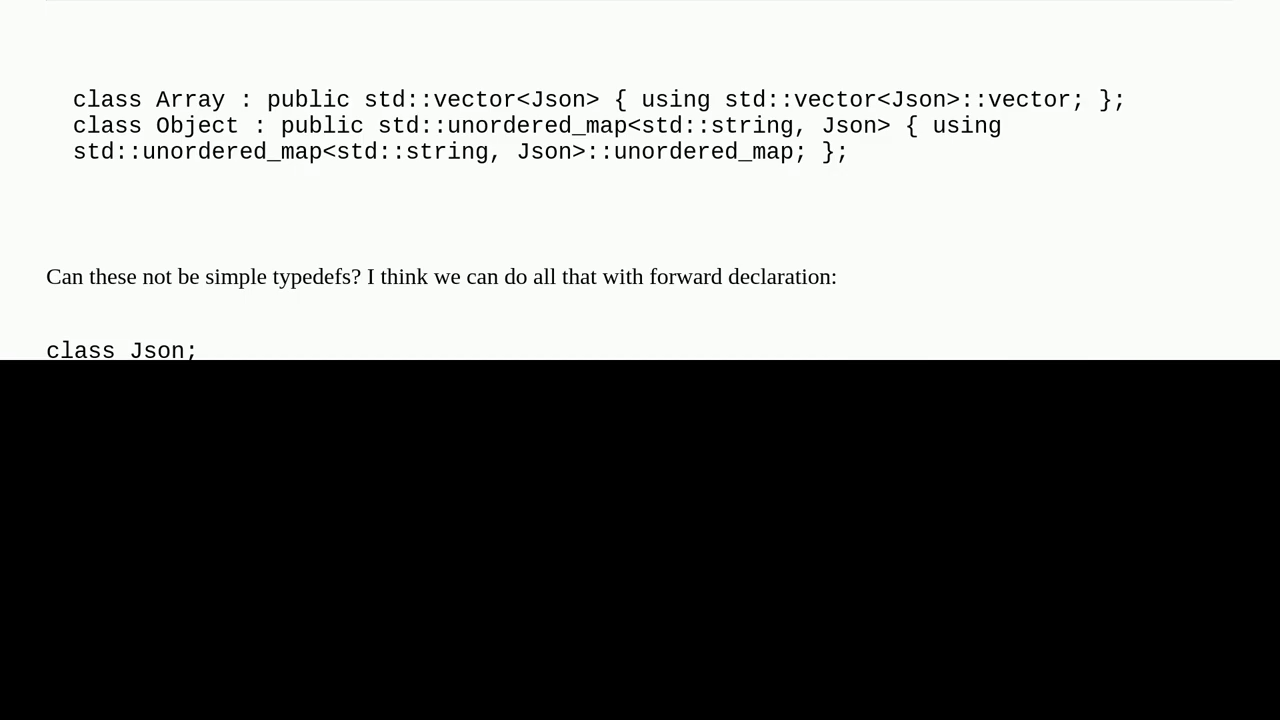 class Array : public std::vector<Json> { using std::vector<Json>::vector; };
class Object : public std::unordered_map<std::string, Json> { using
std::unordered_map<std::string, Json>::unordered_map; };
Can these not be simple typedefs? I think we can do all that with forward declaration:
class Json;